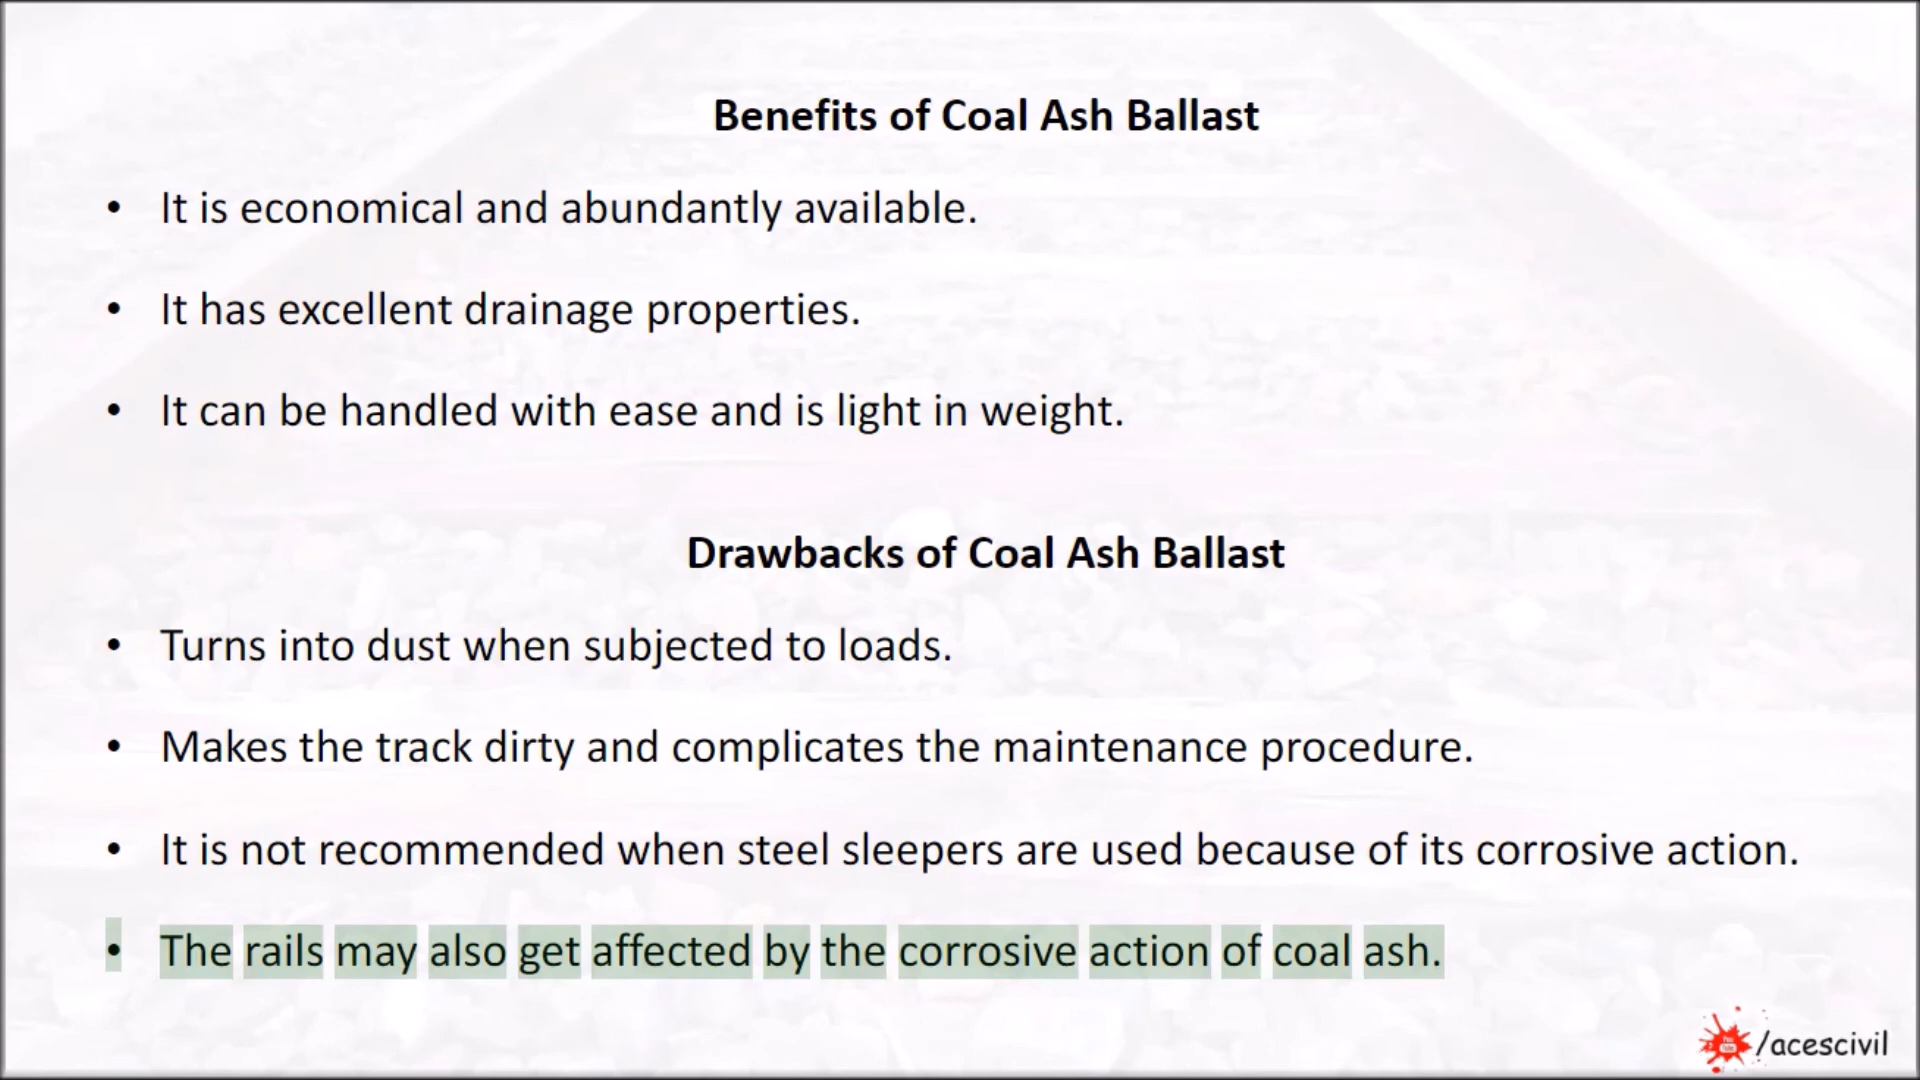 Benefits of Coal Ash Ballast
• It is economical and abundantly available.
• It has excellent drainage properties.
• It can be handled with ease and is light in weight.
Drawbacks of Coal Ash Ballast
• Turns into dust when subjected to loads.
• Makes the track dirty and complicates the maintenance procedure.
• It is not recommended when steel sleepers are used because of its corrosive action.
• The rails may also get affected by the corrosive action of coal ash.
/acescivil